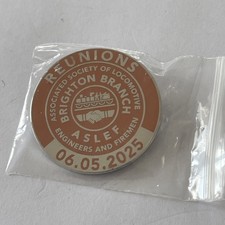 REUNIONS
ASSOCIATED SOCIETY OF LOCOMOTIVE
BRIGHTON BRANCH
ASLEF
ENGINEERS AND FIREMEN
06.05.2025